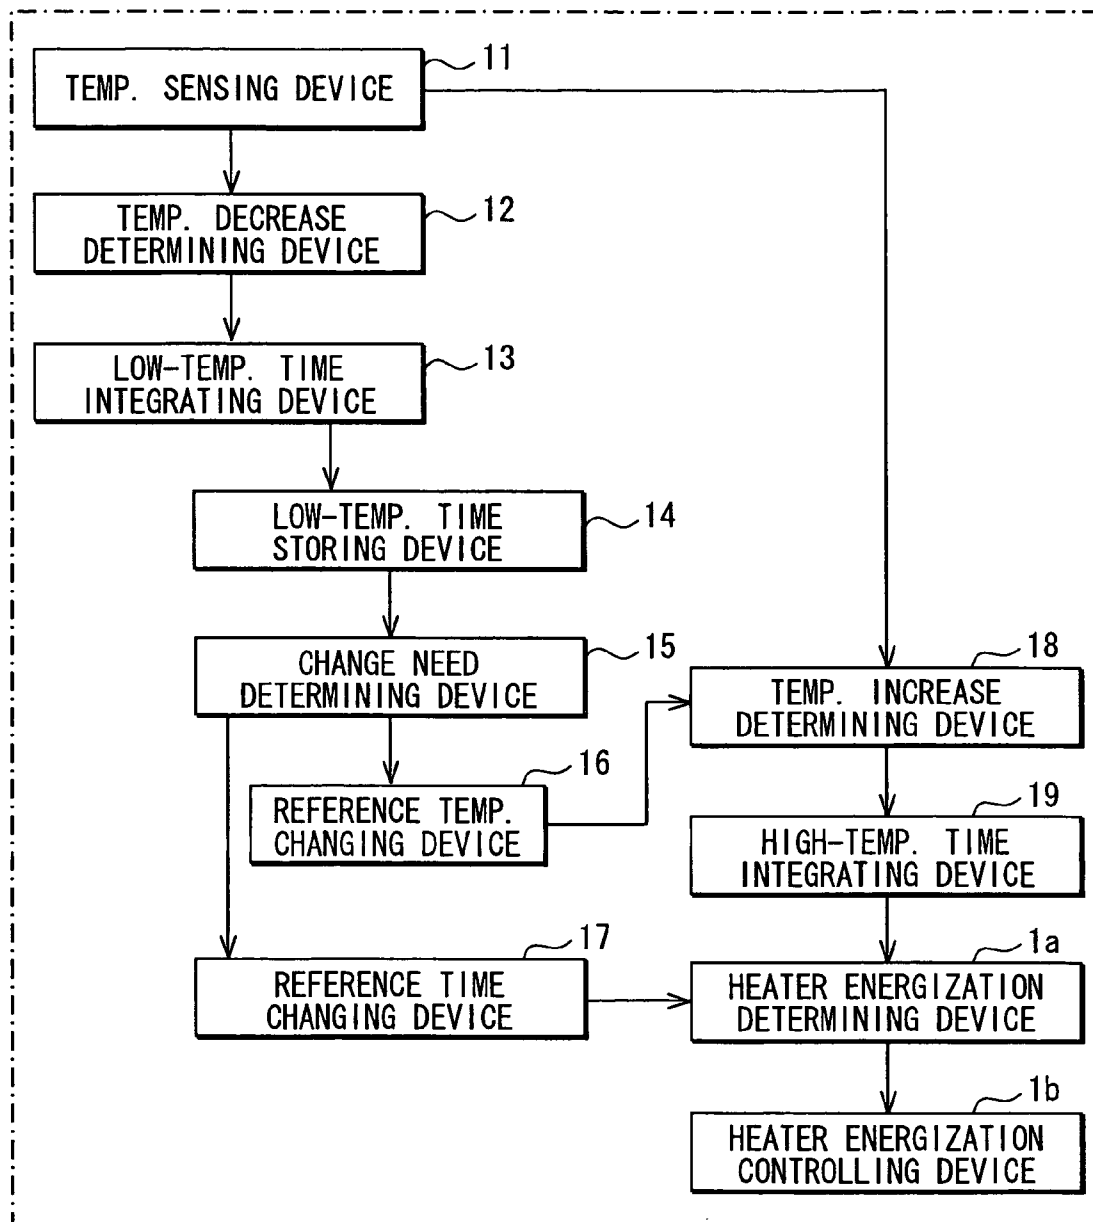 11
TEMP. SENSING DEVICE
12
TEMP. DECREASE
DETERMINING DEVICE
13
LOW-TEMP. TIME
INTEGRATING DEVICE
14
LOW-TEMP. TIME
STORING DEVICE
15
CHANGE NEED
DETERMINING DEVICE
16
REFERENCE TEMP.
CHANGING DEVICE
17
REFERENCE TIME
CHANGING DEVICE
18
TEMP. INCREASE
DETERMINING DEVICE
19
HIGH-TEMP. TIME
INTEGRATING DEVICE
1a
HEATER ENERGIZATION
DETERMINING DEVICE
1b
HEATER ENERGIZATION
CONTROLLING DEVICE